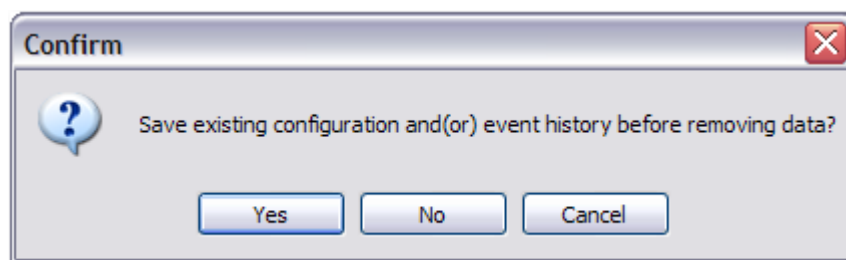 Confirm
Save existing configuration and(or) event history before removing data?
Yes No Cancel